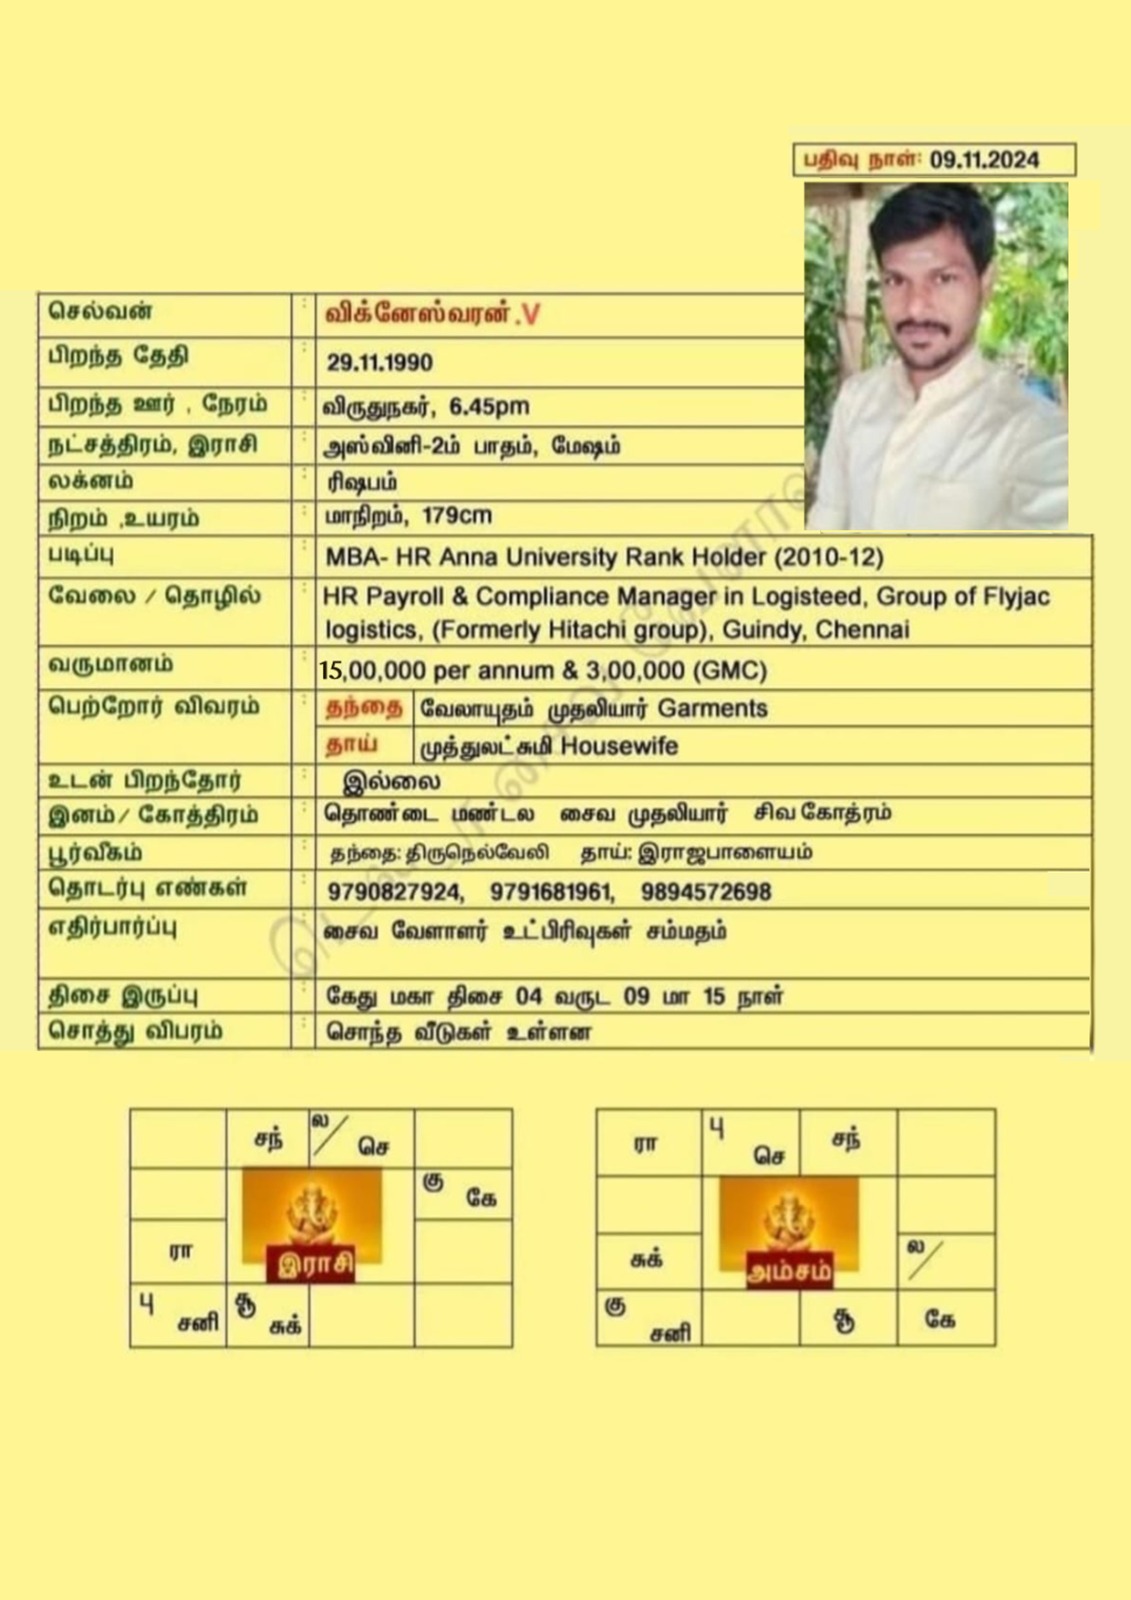 பதிவு நாள்: 09.11.2024
செல்வன் : விக்னேஸ்வரன்.V
பிறந்த தேதி : 29.11.1990
பிறந்த ஊர் , நேரம் : விருதுநகர், 6.45pm
நட்சத்திரம், இராசி : அஸ்வினி-2ம் பாதம், மேஷம்
லக்னம் : ரிஷபம்
நிறம் ,உயரம் : மாநிறம், 179cm
படிப்பு : MBA- HR Anna University Rank Holder (2010-12)
வேலை / தொழில் : HR Payroll & Compliance Manager in Logisteed, Group of Flyjac
logistics, (Formerly Hitachi group), Guindy, Chennai
வருமானம் : 15,00,000 per annum & 3,00,000 (GMC)
பெற்றோர் விவரம் : தந்தை வேலாயுதம் முதலியார் Garments
தாய் முத்துலட்சுமி Housewife
உடன் பிறந்தோர் : இல்லை
இனம்/ கோத்திரம் : தொண்டை மண்டல சைவ முதலியார் சிவ கோத்ரம்
பூர்வீகம் : தந்தை: திருநெல்வேலி தாய்: இராஜபாளையம்
தொடர்பு எண்கள் : 9790827924, 9791681961, 9894572698
எதிர்பார்ப்பு : சைவ வேளாளர் உட்பிரிவுகள் சம்மதம்
திசை இருப்பு : கேது மகா திசை 04 வருட 09 மா 15 நாள்
சொத்து விபரம் : சொந்த வீடுகள் உள்ளன
சந் ல/ செ
கு கே
ரா
இராசி
பு சனி சூ சுக்
ரா பு செ சந்
சுக் ல/
அம்சம்
கு சனி சூ கே